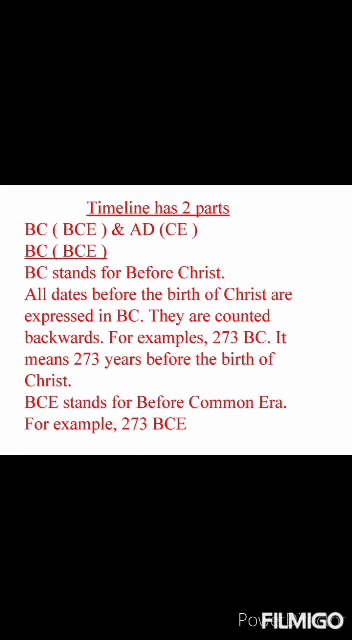 Timeline has 2 parts
BC ( BCE ) & AD (CE )
BC ( BCE )
BC stands for Before Christ.
All dates before the birth of Christ are
expressed in BC. They are counted
backwards. For examples, 273 BC. It
means 273 years before the birth of
Christ.
BCE stands for Before Common Era.
For example, 273 BCE
FILMIGO